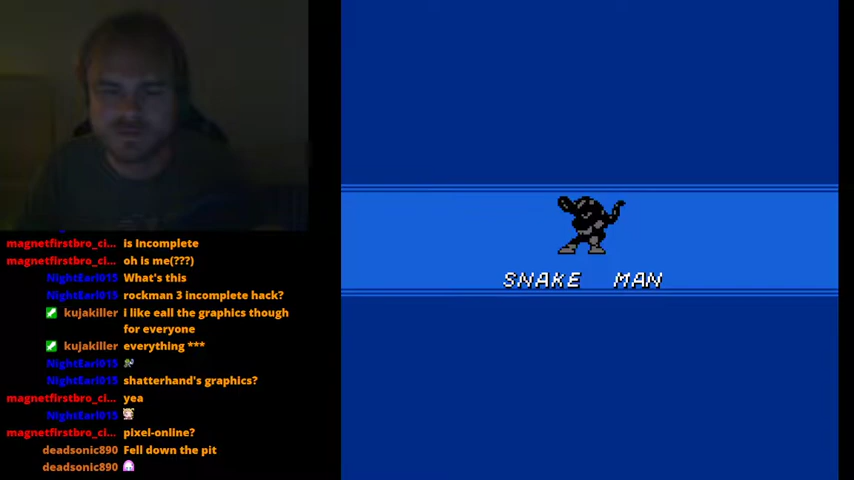 magnetfirstbro_ci... is Incomplete
magnetfirstbro_ci... oh is me(???)
NightEarl015 What's this
NightEarl015 rockman 3 incomplete hack?
kujakiller i like eall the graphics though
for everyone
kujakiller everything ***
NightEarl015
NightEarl015 shatterhand's graphics?
magnetfirstbro_ci... yea
NightEarl015
magnetfirstbro_ci... pixel-online?
deadsonic890 Fell down the pit
deadsonic890
SNAKE MAN